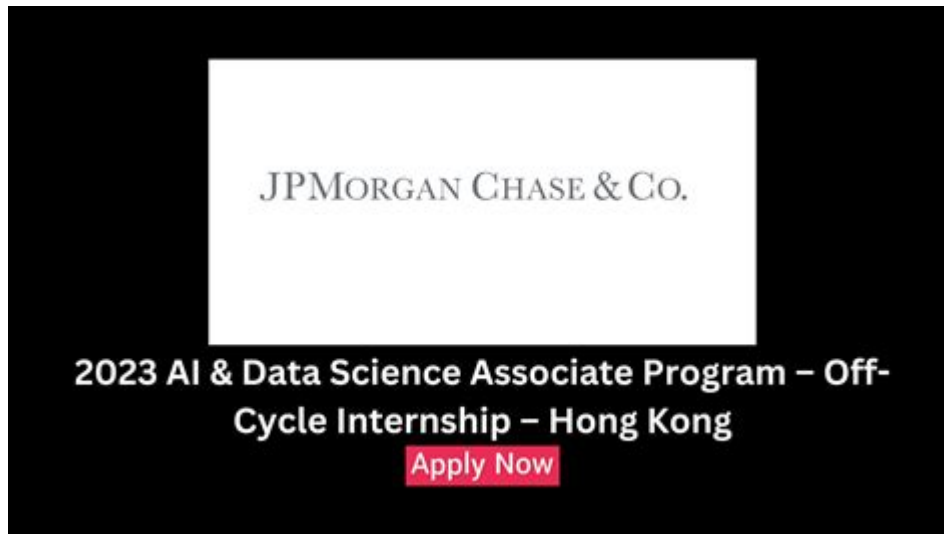 JPMORGAN CHASE & CO.
2023 AI & Data Science Associate Program – Off-
Cycle Internship – Hong Kong
Apply Now